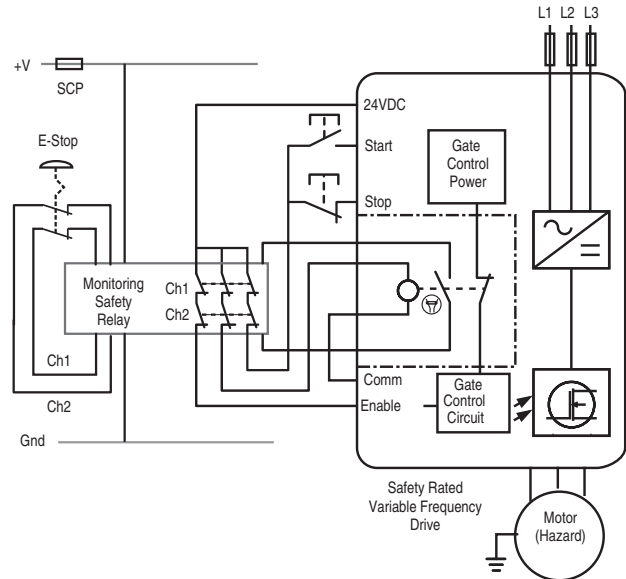 L1 L2 L3
+V
SCP
24VDC
E-Stop
Start
Gate
Control
Power
Stop
Monitoring
Safety
Relay
Ch1
Ch2
Ch1
Comm
Enable
Gate
Control
Circuit
Ch2
Gnd
Safety Rated
Variable Frequency
Drive
Motor
(Hazard)